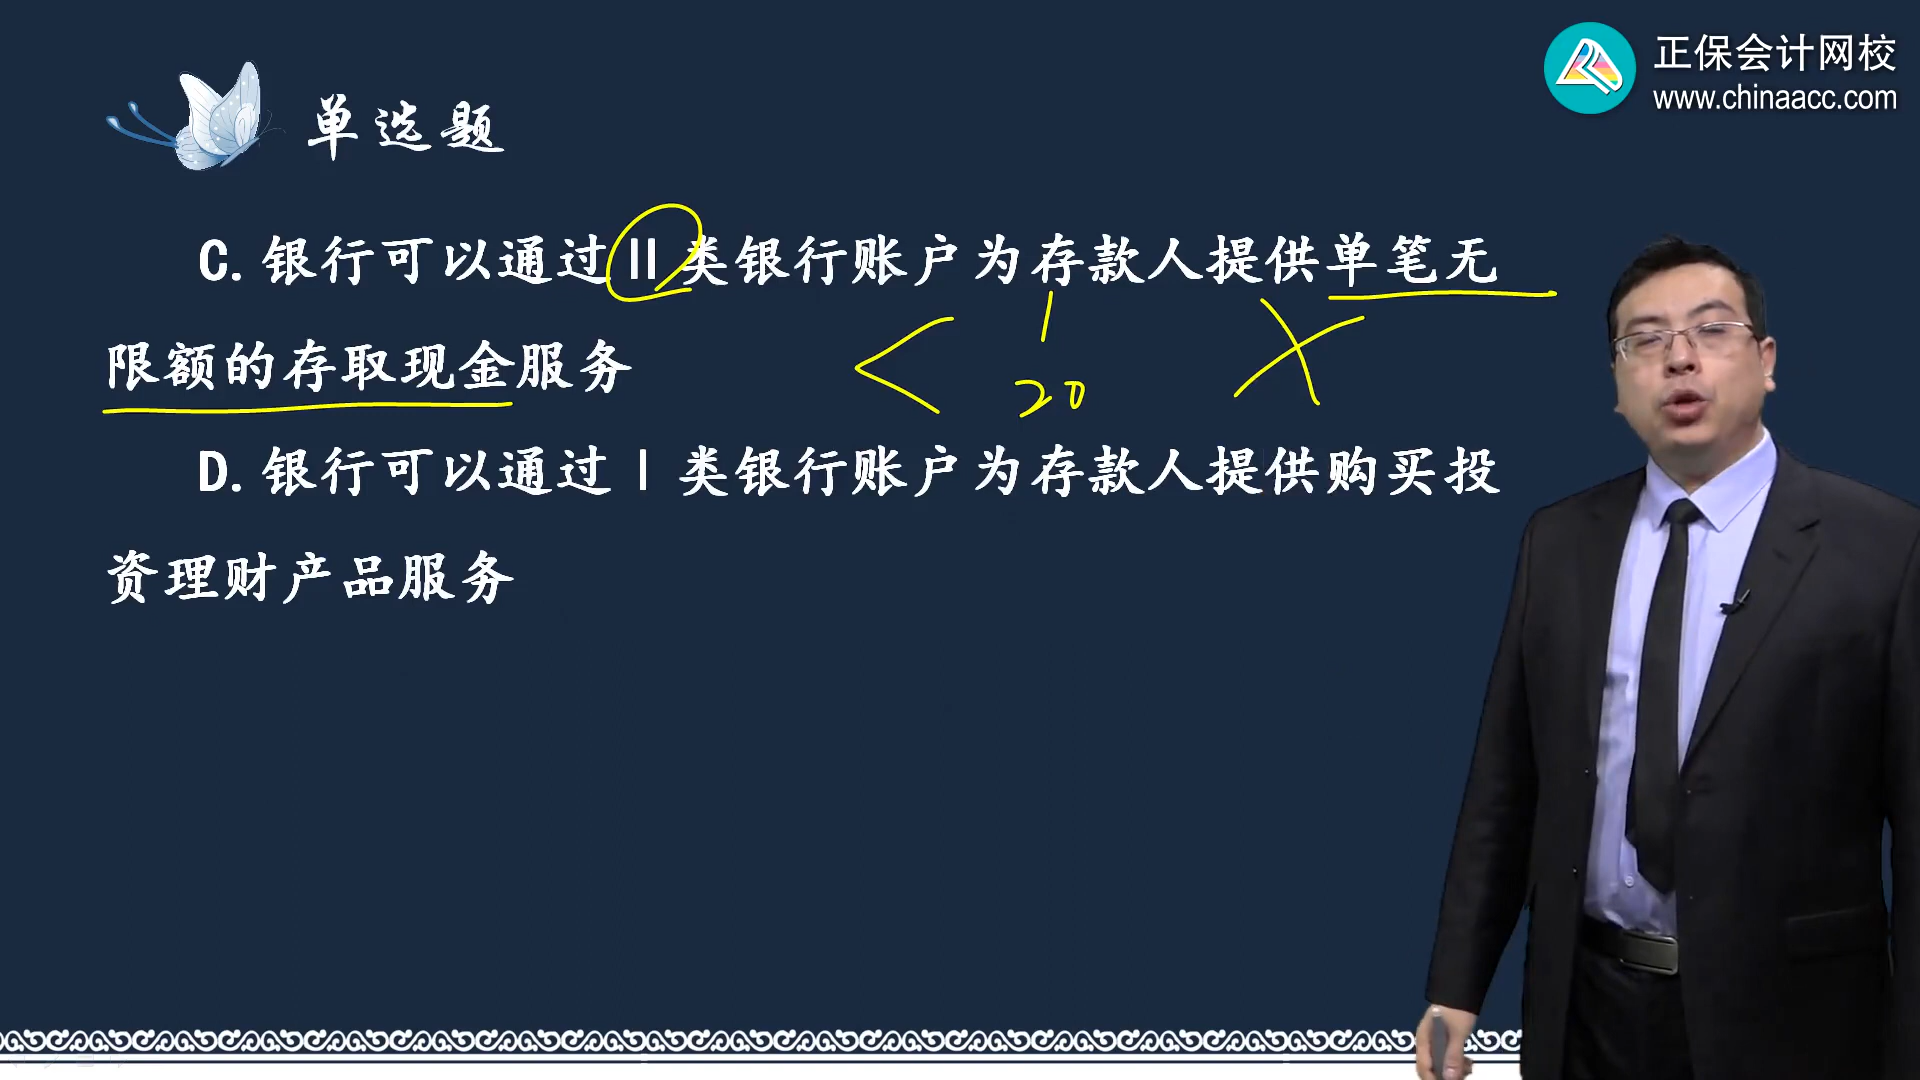 正保会计网校
www.chinaacc.com
单选题
C.银行可以通过Ⅱ类银行账户为存款人提供单笔无
限额的存取现金服务
1
20
D.银行可以通过Ⅰ类银行账户为存款人提供购买投
资理财产品服务